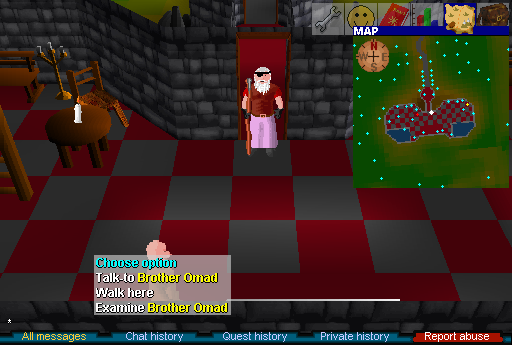 MAP
N
W E
S
Choose option
Talk-to Brother Omad
Walk here
Examine Brother Omad
*
All messages Chat history Quest history Private history Report abuse